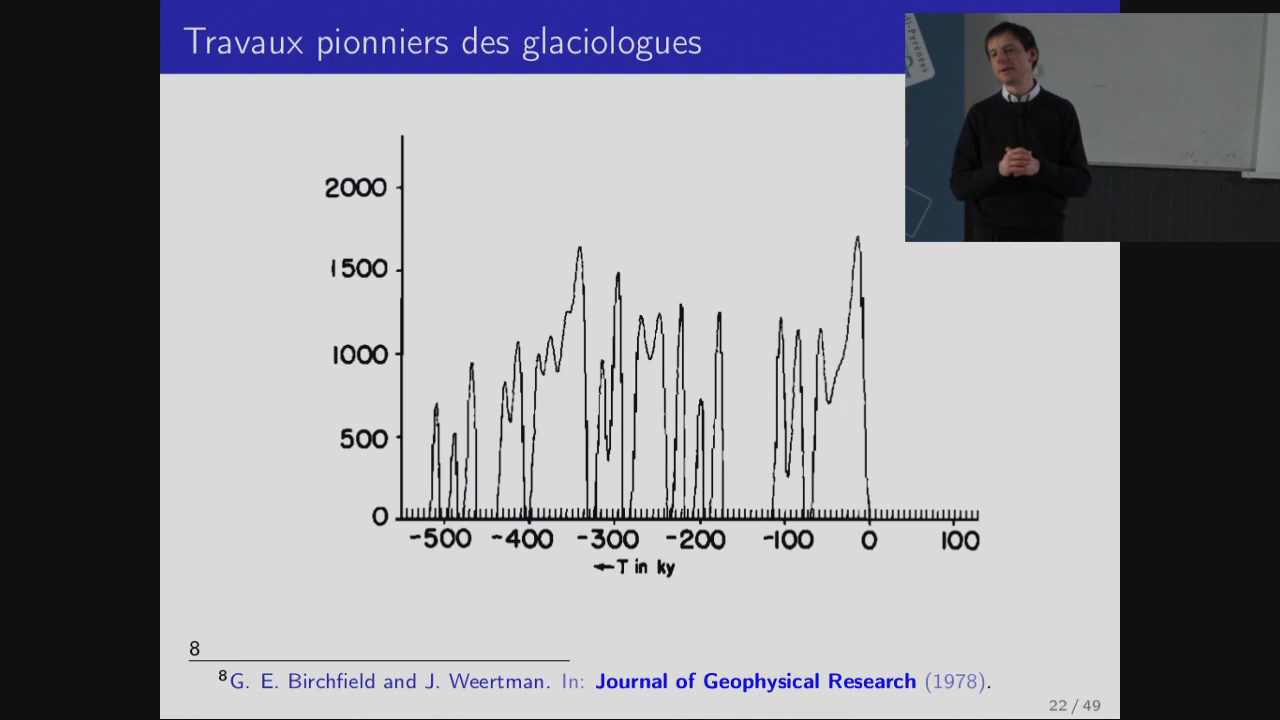 Travaux pionniers des glaciologues
2000
1500
1000
500
0
-500 -400 -300 -200 -100 0 100
←T in ky
8
8 G. E. Birchfield and J. Weertman. In: Journal of Geophysical Research (1978).
22 / 49